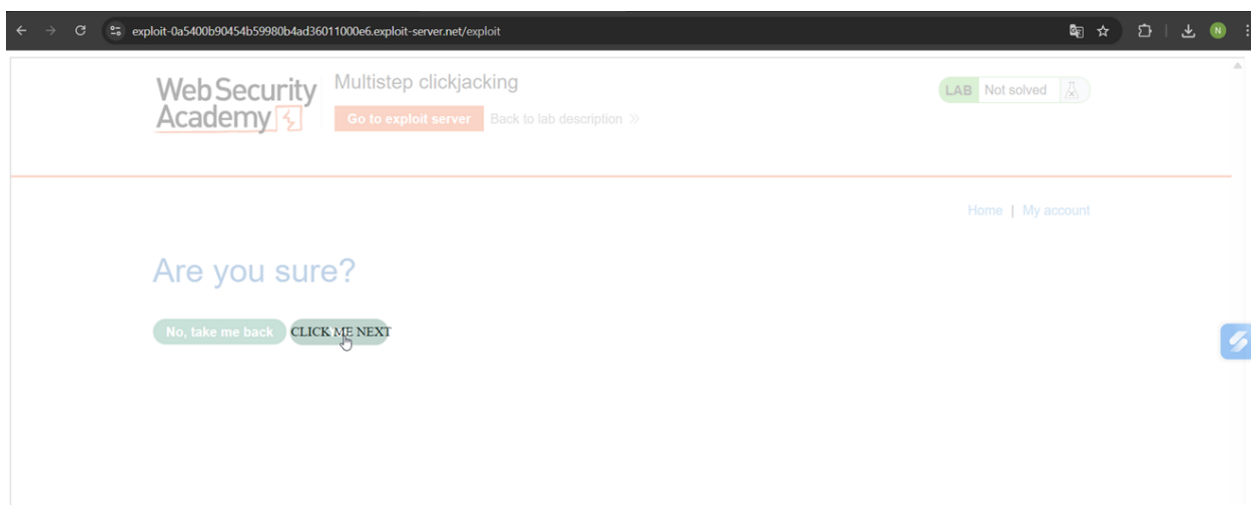 exploit-0a5400b90454b59980b4ad36011000e6.exploit-server.net/exploit
N
Web Security
Academy
Multistep clickjacking
LAB Not solved
Go to exploit server Back to lab description >>
Home | My account
Are you sure?
No, take me back CLICK ME NEXT